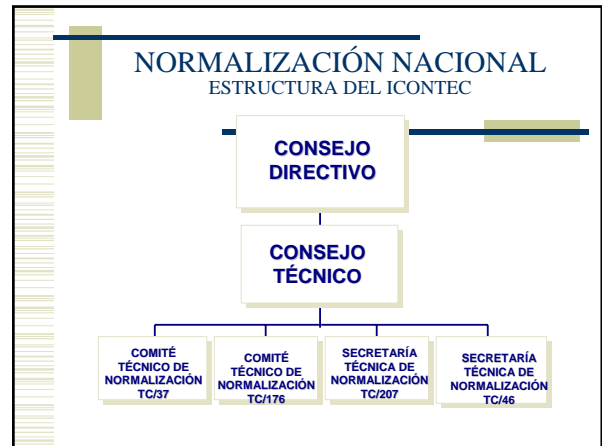 NORMALIZACIÓN NACIONAL
ESTRUCTURA DEL ICONTEC
CONSEJO
DIRECTIVO
CONSEJO
TÉCNICO
COMITÉ
TÉCNICO DE
NORMALIZACIÓN
TC/37
COMITÉ
TÉCNICO DE
NORMALIZACIÓN
TC/176
SECRETARÍA
TÉCNICA DE
NORMALIZACIÓN
TC/207
SECRETARÍA
TÉCNICA DE
NORMALIZACIÓN
TC/46